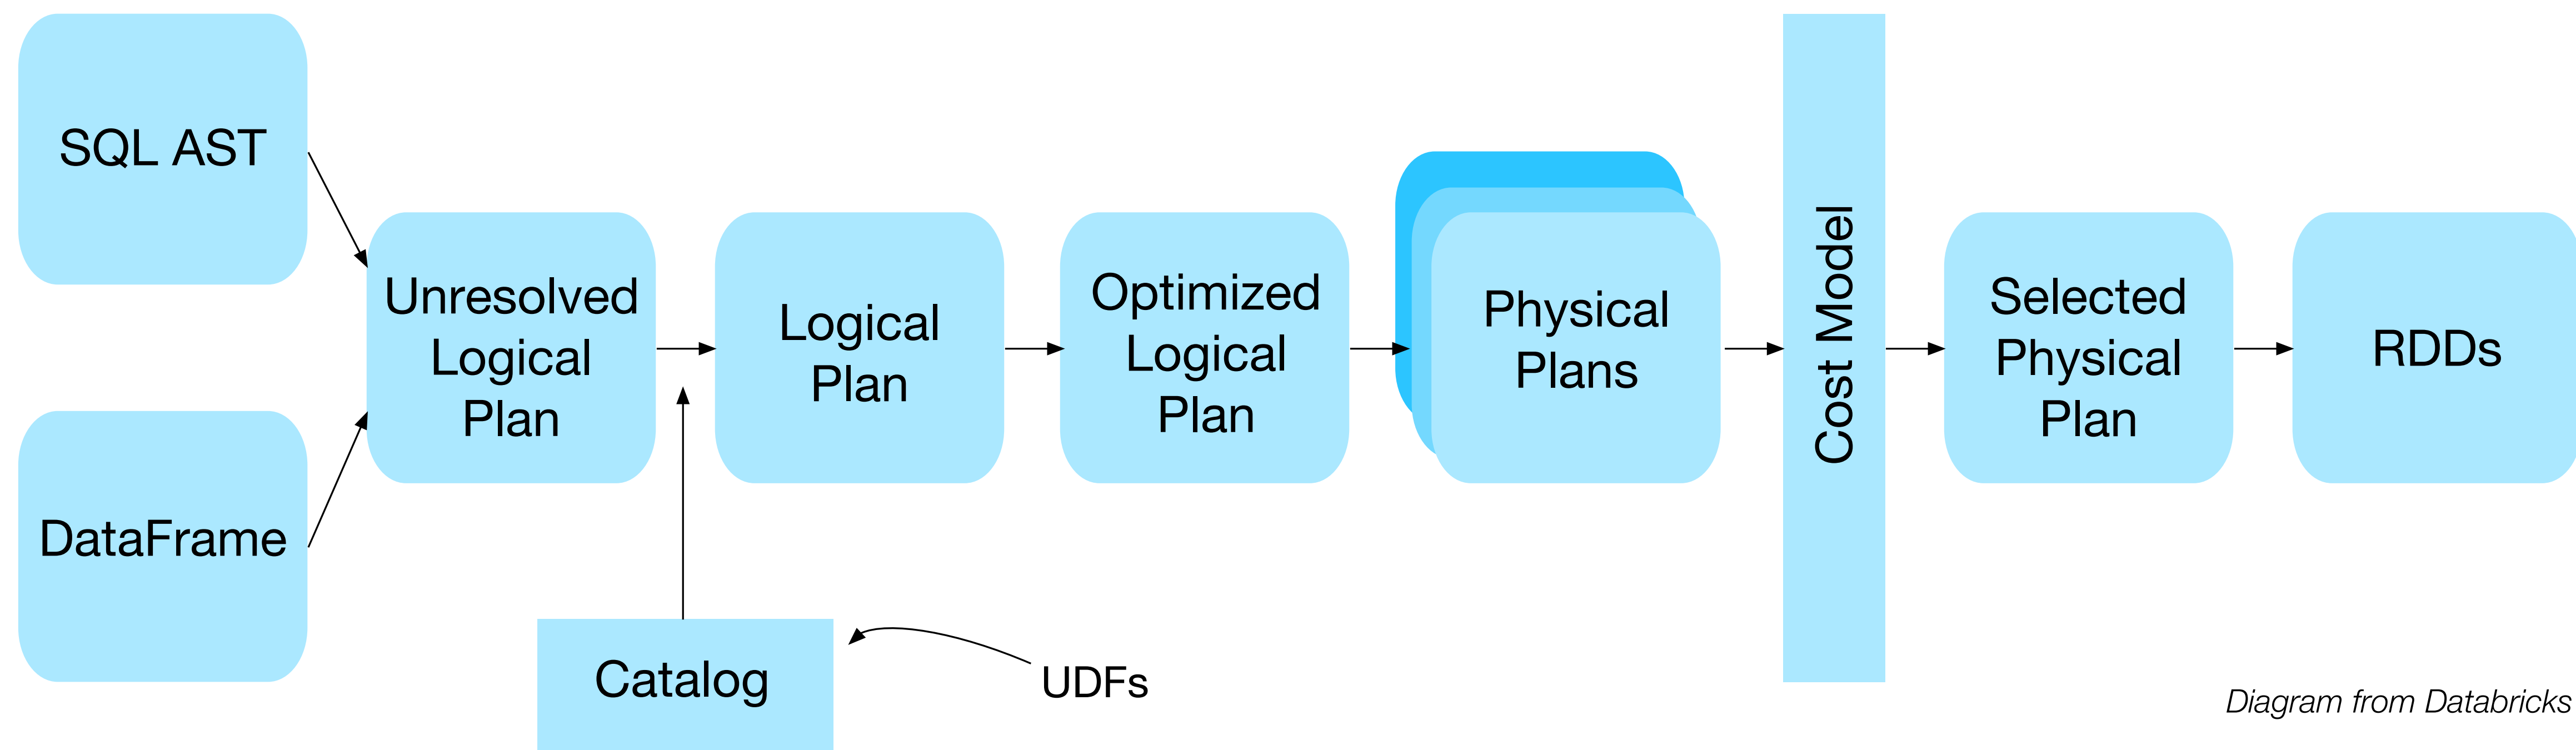 SQL AST
DataFrame
Unresolved
Logical
Plan
Catalog
UDFs
Logical
Plan
Optimized
Logical
Plan
Physical
Plans
Cost Model
Selected
Physical
Plan
RDDs
Diagram from Databricks